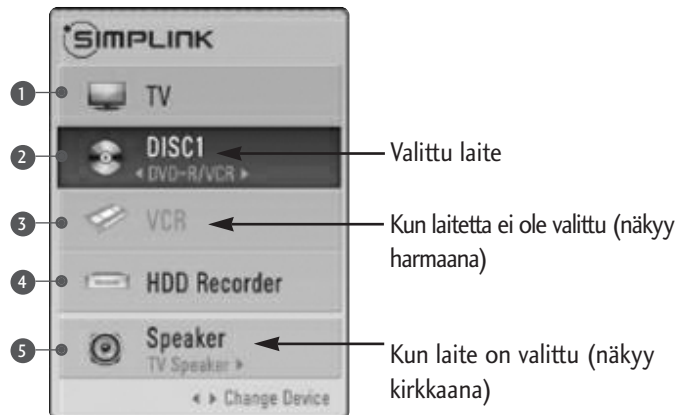 SIMPLINK
1 TV
2 DISC1 Valittu laite
◂ DVD-R/VCR ▸
3 VCR Kun laitetta ei ole valittu (näkyy
harmaana)
4 HDD Recorder
5 Speaker Kun laite on valittu (näkyy
TV Speaker ▸ kirkkaana)
◂ ▸ Change Device